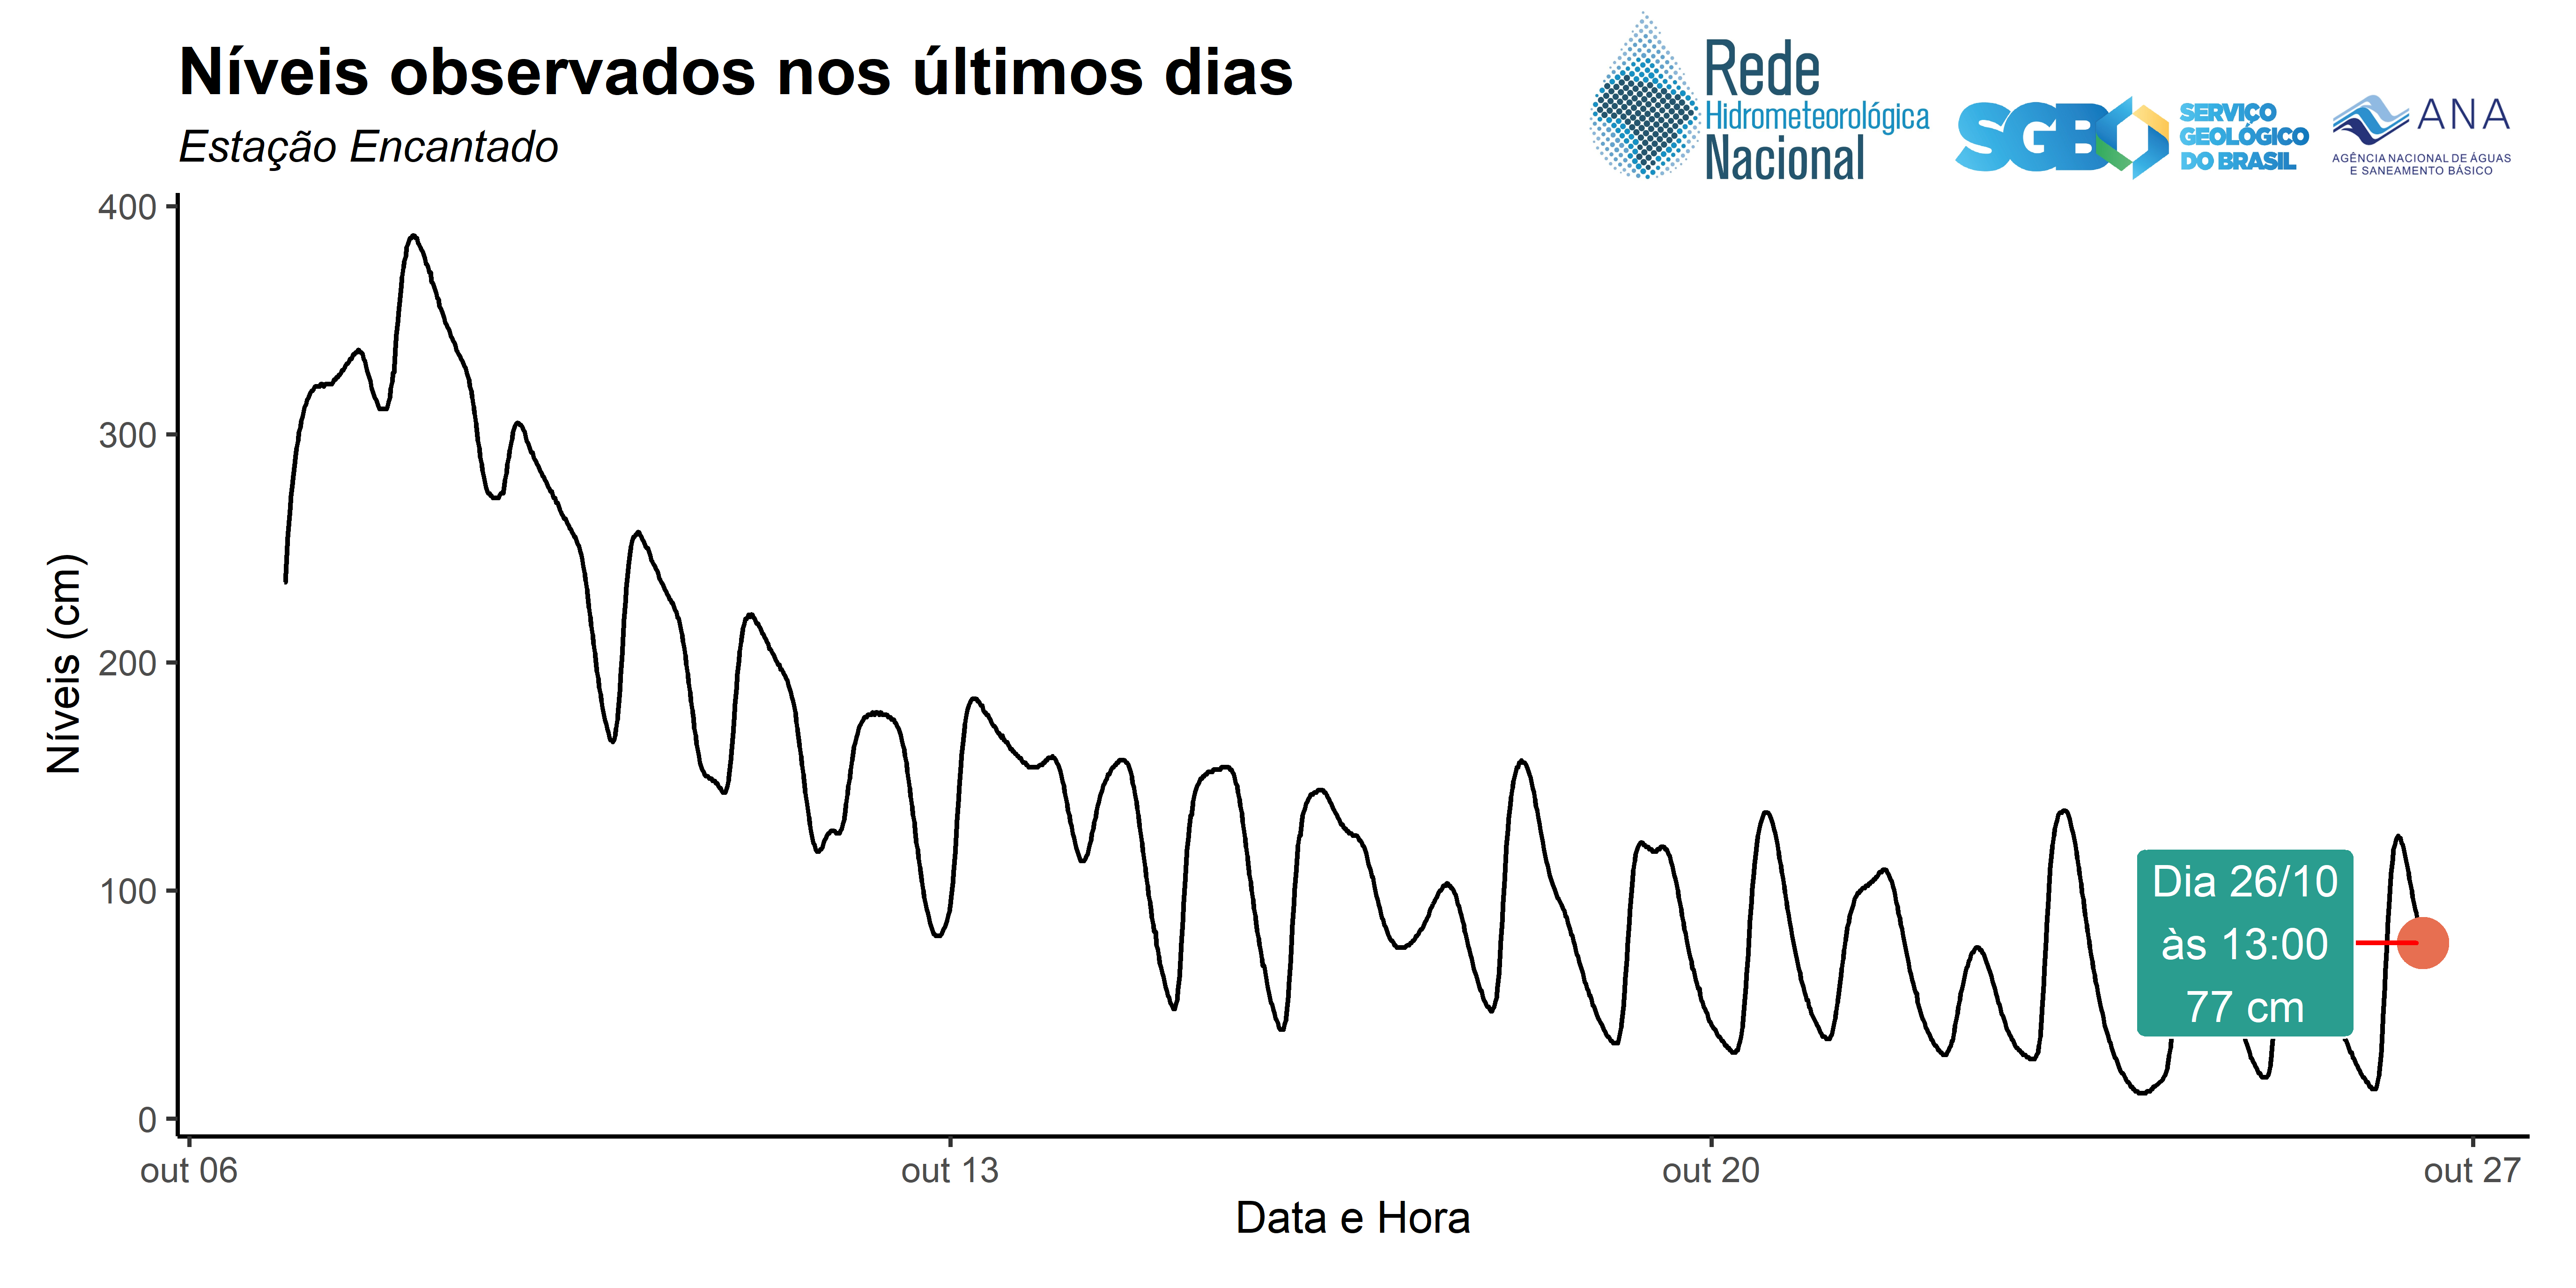 Níveis observados nos últimos dias
Estação Encantado
Rede
Hidrometeorológica
Nacional
SGB
SERVIÇO
GEOLÓGICO
DO BRASIL
ANA
AGÊNCIA NACIONAL DE ÁGUAS
E SANEAMENTO BÁSICO
Níveis (cm)
400
300
200
100
0
Dia 26/10
às 13:00
77 cm
out 06
out 13
out 20
out 27
Data e Hora